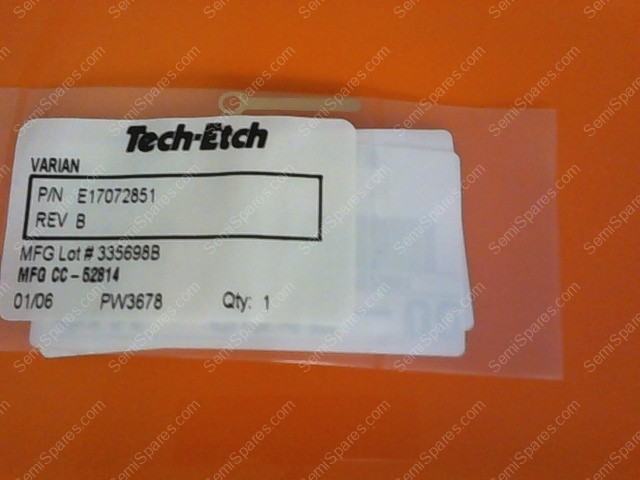 Tech-Etch
VARIAN
P/N E17072851
REV B
MFG Lot # 335698B
MFG CC-52814
01/06 PW3678 Qty: 1
SemiSpares.com